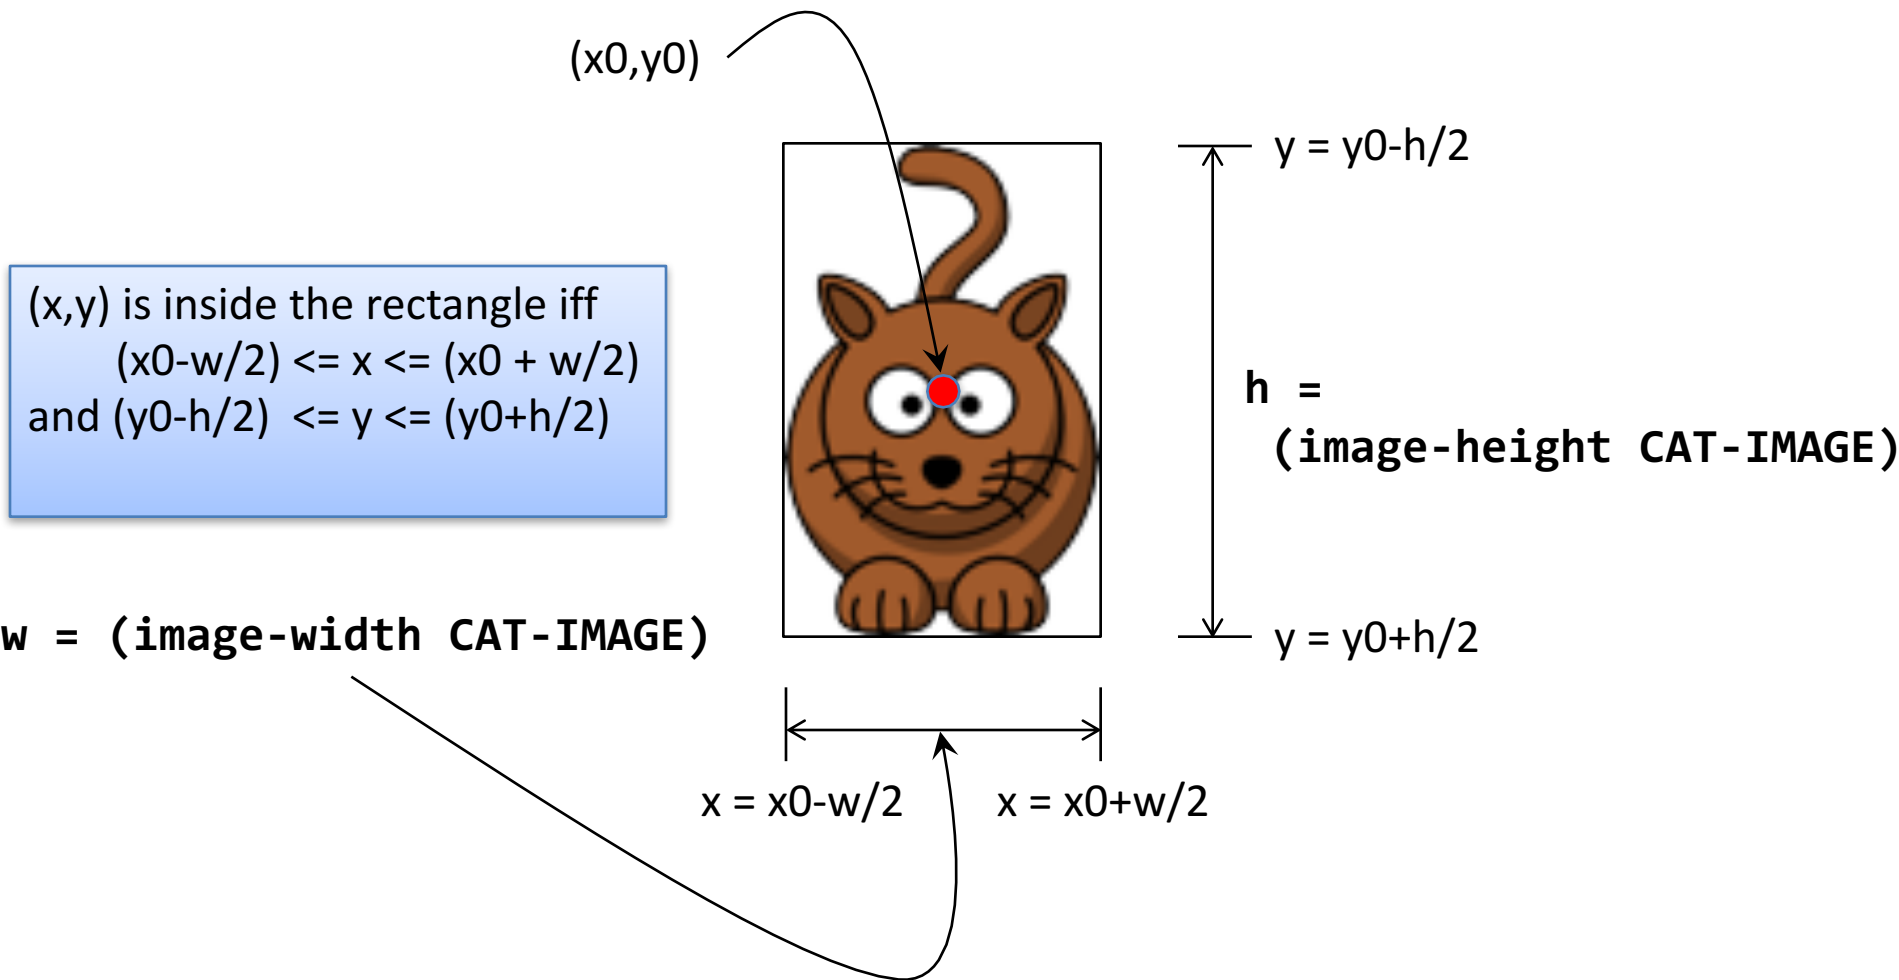 (x0,y0)
y = y0-h/2
(x,y) is inside the rectangle iff
(x0-w/2) <= x <= (x0 + w/2)
and (y0-h/2)  <= y <= (y0+h/2)
h =
(image-height CAT-IMAGE)
w = (image-width CAT-IMAGE)
y = y0+h/2
x = x0-w/2
x = x0+w/2